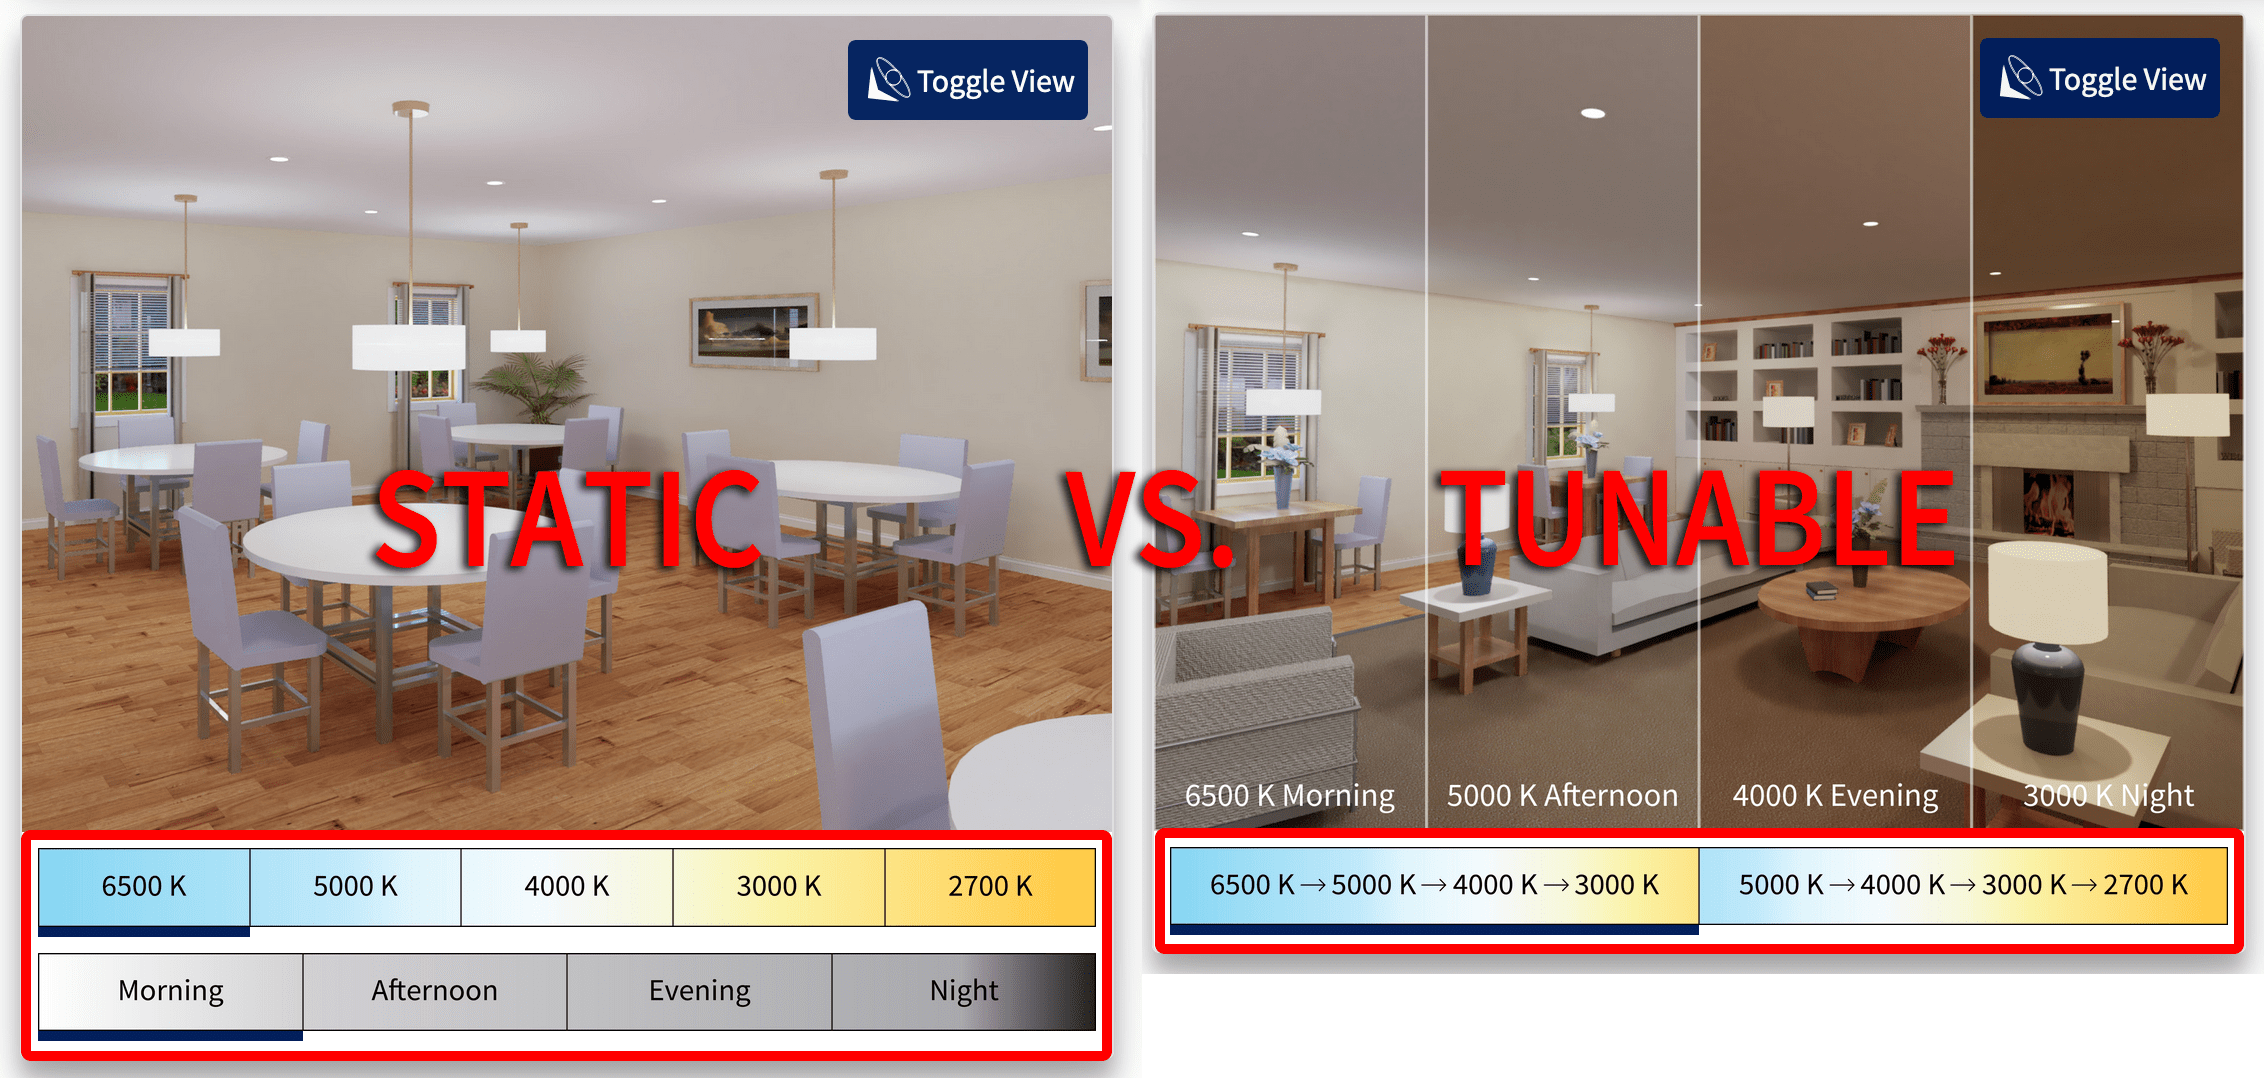 Toggle View
Toggle View
STATIC VS. TUNABLE
6500 K Morning
5000 K Afternoon
4000 K Evening
3000 K Night
6500 K 5000 K 4000 K 3000 K 2700 K
Morning Afternoon Evening Night
6500 K→5000 K→4000 K→3000 K
5000 K→4000 K→3000 K→2700 K